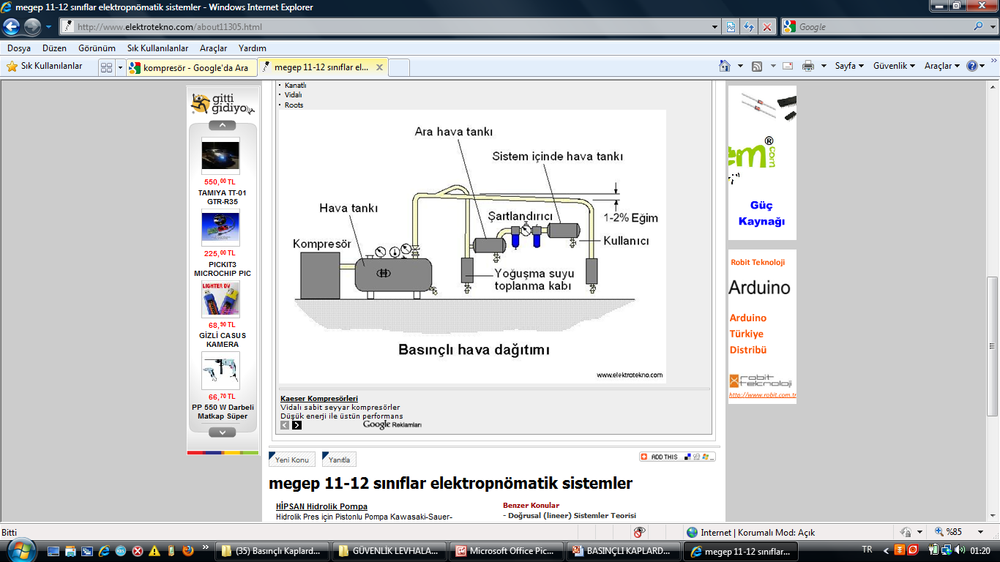 megep 11-12 sınıflar elektropnömatik sistemler - Windows Internet Explorer
http://www.elektrotekno.com/about11305.html
Google
Dosya Düzen Görünüm Sık Kullanılanlar Araçlar Yardım
Sık Kullanılanlar
kompresör - Google'da Ara
megep 11-12 sınıflar el...
Sayfa Güvenlik Araçlar
gitti gidiyor
550,00 TL
TAMIYA TT-01
GTR-R35
225,00 TL
PICKIT3
MICROCHIP PIC
LIGHTER DV
68,90 TL
GİZLİ CASUS
KAMERA
66,70 TL
PP 550 W Darbeli
Matkap Süper
• Kanatlı
• Vidalı
• Roots
Ara hava tankı
Sistem içinde hava tankı
Hava tankı
Şartlandırıcı
1-2% Eğim
Kompresör
Kullanıcı
Yoğuşma suyu
toplanma kabı
Basınçlı hava dağıtımı
www.elektrotekno.com
Kaeser Kompresörleri
Vidalı sabit seyyar kompresörler
Düşük enerji ile üstün performans
Google Reklamları
Yeni Konu
Yanıtla
ADD THIS
megep 11-12 sınıflar elektropnömatik sistemler
HİPSAN Hidrolik Pompa
Hidrolik Pres için Pistonlu Pompa Kawasaki-Sauer-
Benzer Konular
- Doğrusal (lineer) Sistemler Teorisi
em
®
com
Güç
Kaynağı
Robit Teknoloji
Arduino
Arduino
Türkiye
Distribü
robit
teknoloji
http://www.robit.com.tr
Bitti
Internet | Korumalı Mod: Açık
%85
(35) Basınçlı Kaplard...
GÜVENLİK LEVHALA...
Microsoft Office Pic...
BASINÇLI KAPLARD...
megep 11-12 sınıflar...
TR
01:20